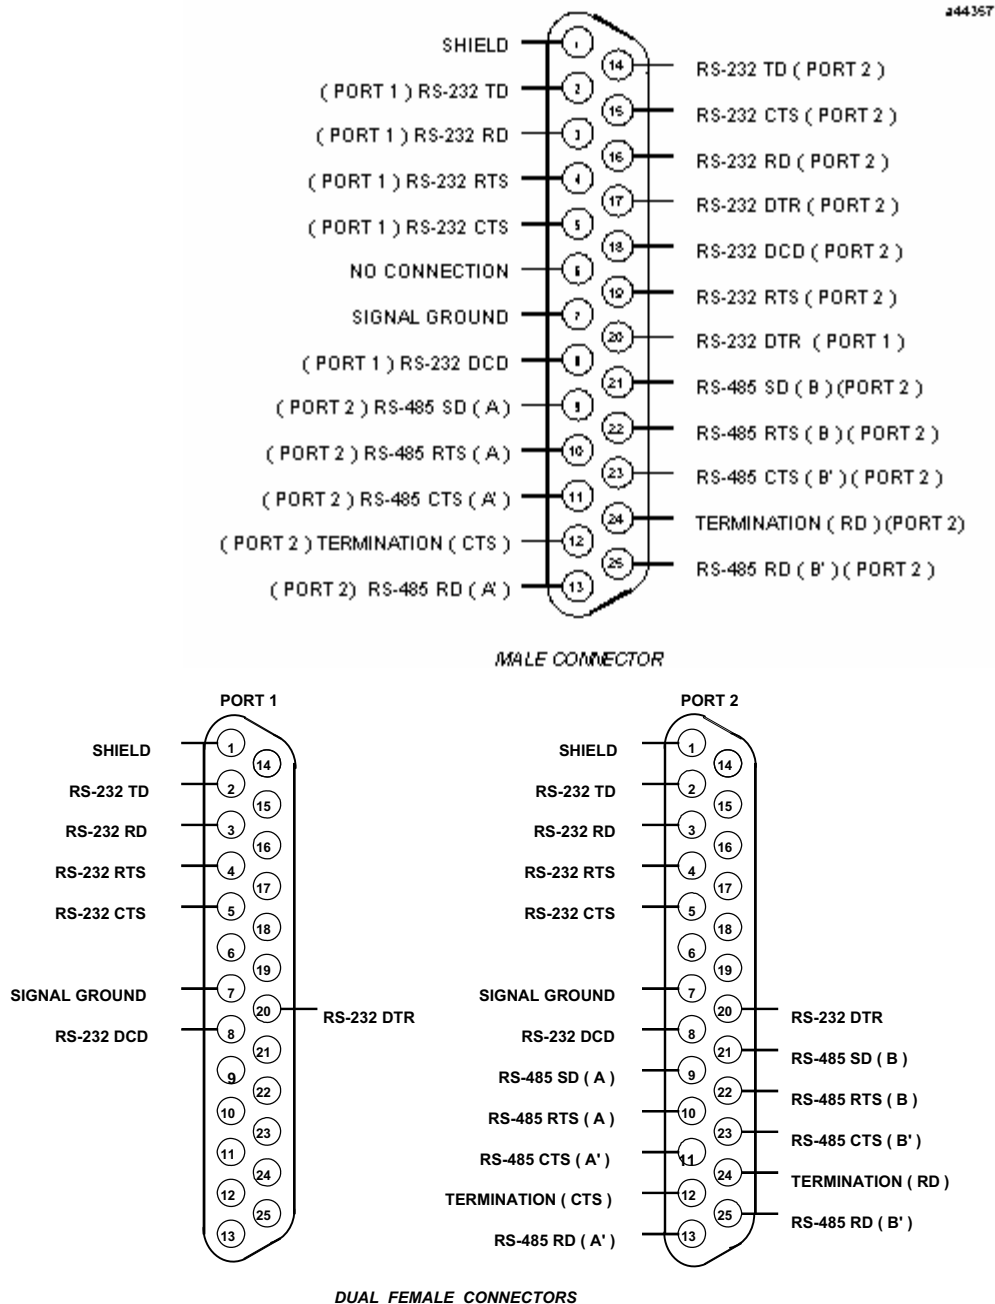 a44357
SHIELD
( PORT 1 ) RS-232 TD
( PORT 1 ) RS-232 RD
( PORT 1 ) RS-232 RTS
( PORT 1 ) RS-232 CTS
NO CONNECTION
SIGNAL GROUND
( PORT 1 ) RS-232 DCD
( PORT 2 ) RS-485 SD ( A )
( PORT 2 ) RS-485 RTS ( A )
( PORT 2 ) RS-485 CTS ( A' )
( PORT 2 ) TERMINATION ( CTS )
( PORT 2) RS-485 RD ( A' )
1
2
3
4
5
6
7
8
9
10
11
12
13
14
15
16
17
18
19
20
21
22
23
24
25
RS-232 TD ( PORT 2 )
RS-232 CTS ( PORT 2 )
RS-232 RD ( PORT 2 )
RS-232 DTR ( PORT 2 )
RS-232 DCD ( PORT 2 )
RS-232 RTS ( PORT 2 )
RS-232 DTR ( PORT 1 )
RS-485 SD ( B )(PORT 2 )
RS-485 RTS ( B )( PORT 2 )
RS-485 CTS ( B' )( PORT 2 )
TERMINATION ( RD )(PORT 2)
RS-485 RD ( B' )( PORT 2 )
MALE CONNECTOR
PORT 1
SHIELD
RS-232 TD
RS-232 RD
RS-232 RTS
RS-232 CTS
SIGNAL GROUND
RS-232 DCD
1
2
3
4
5
6
7
8
9
10
11
12
13
14
15
16
17
18
19
20
21
22
23
24
25
RS-232 DTR
PORT 2
SHIELD
RS-232 TD
RS-232 RD
RS-232 RTS
RS-232 CTS
SIGNAL GROUND
RS-232 DCD
RS-485 SD ( A )
RS-485 RTS ( A )
RS-485 CTS ( A' )
TERMINATION ( CTS )
RS-485 RD ( A' )
1
2
3
4
5
6
7
8
9
10
11
12
13
14
15
16
17
18
19
20
21
22
23
24
25
RS-232 DTR
RS-485 SD ( B )
RS-485 RTS ( B )
RS-485 CTS ( B' )
TERMINATION ( RD )
RS-485 RD ( B' )
DUAL FEMALE CONNECTORS